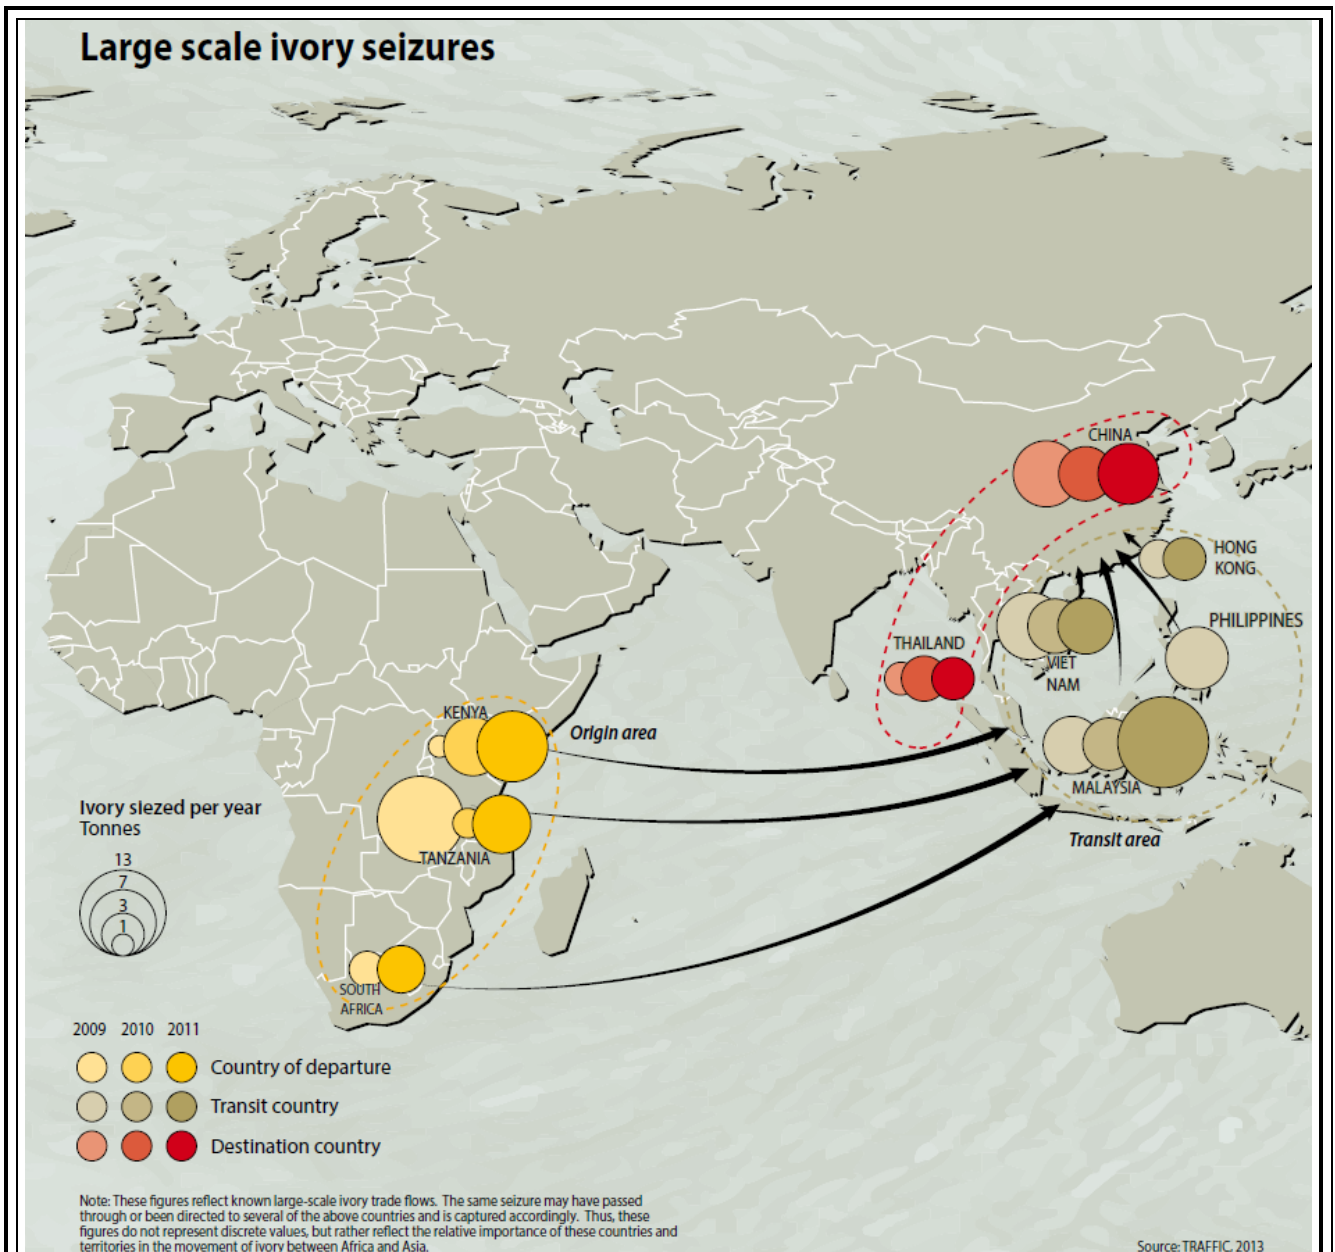 Large scale ivory seizures
CHINA
HONG
KONG
PHILIPPINES
THAILAND
VIET
NAM
KENYA
Origin area
MALAYSIA
Ivory siezed per year
Tonnes
Transit area
TANZANIA
13
7
3
1
SOUTH
AFRICA
2009 2010 2011
Country of departure
Transit country
Destination country
Note: These figures reflect known large-scale ivory trade flows. The same seizure may have passed
through or been directed to several of the above countries and is captured accordingly. Thus, these
figures do not represent discrete values, but rather reflect the relative importance of these countries and
territories in the movement of ivory between Africa and Asia.
Source: TRAFFIC, 2013